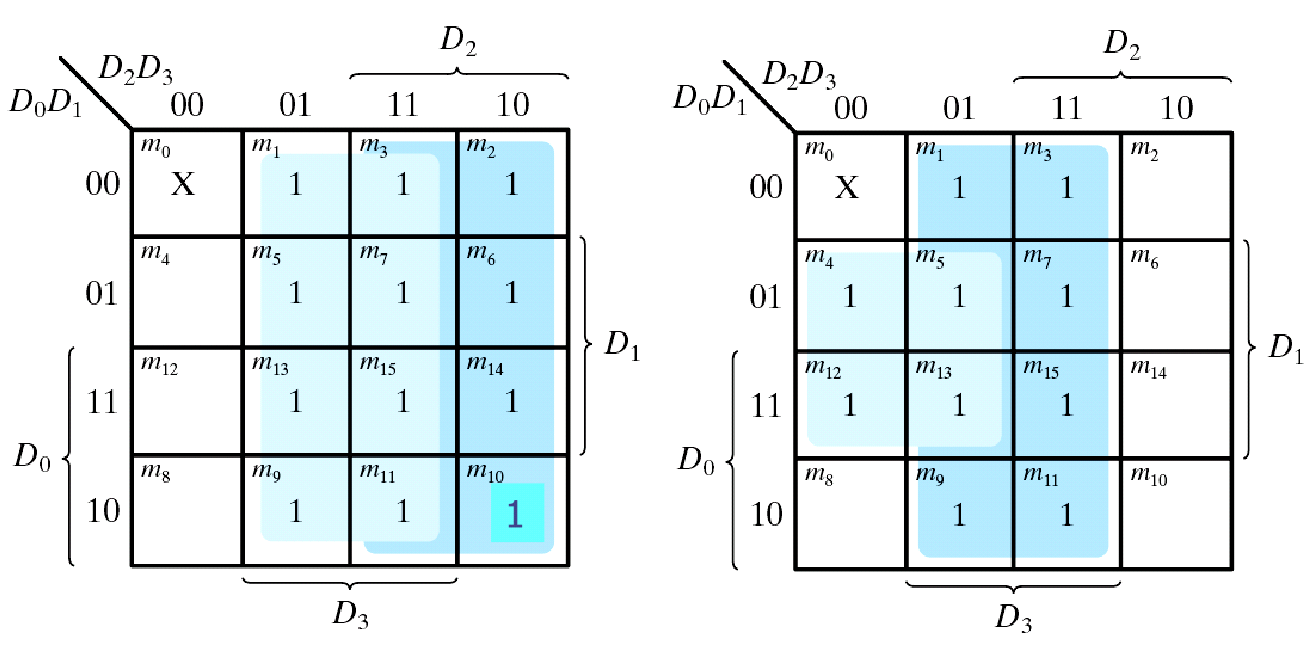 D₂
D₂D₃
D₀D₁ 00 01 11 10
m₀ m₁ m₃ m₂
00 X 1 1 1
m₄ m₅ m₇ m₆
01 1 1 1
D₁
m₁₂ m₁₃ m₁₅ m₁₄
11 1 1 1
D₀
m₈ m₉ m₁₁ m₁₀
10 1 1 1
D₃
D₂
D₂D₃
D₀D₁ 00 01 11 10
m₀ m₁ m₃ m₂
00 X 1 1
m₄ m₅ m₇ m₆
01 1 1 1
D₁
m₁₂ m₁₃ m₁₅ m₁₄
11 1 1 1
D₀
m₈ m₉ m₁₁ m₁₀
10 1 1
D₃